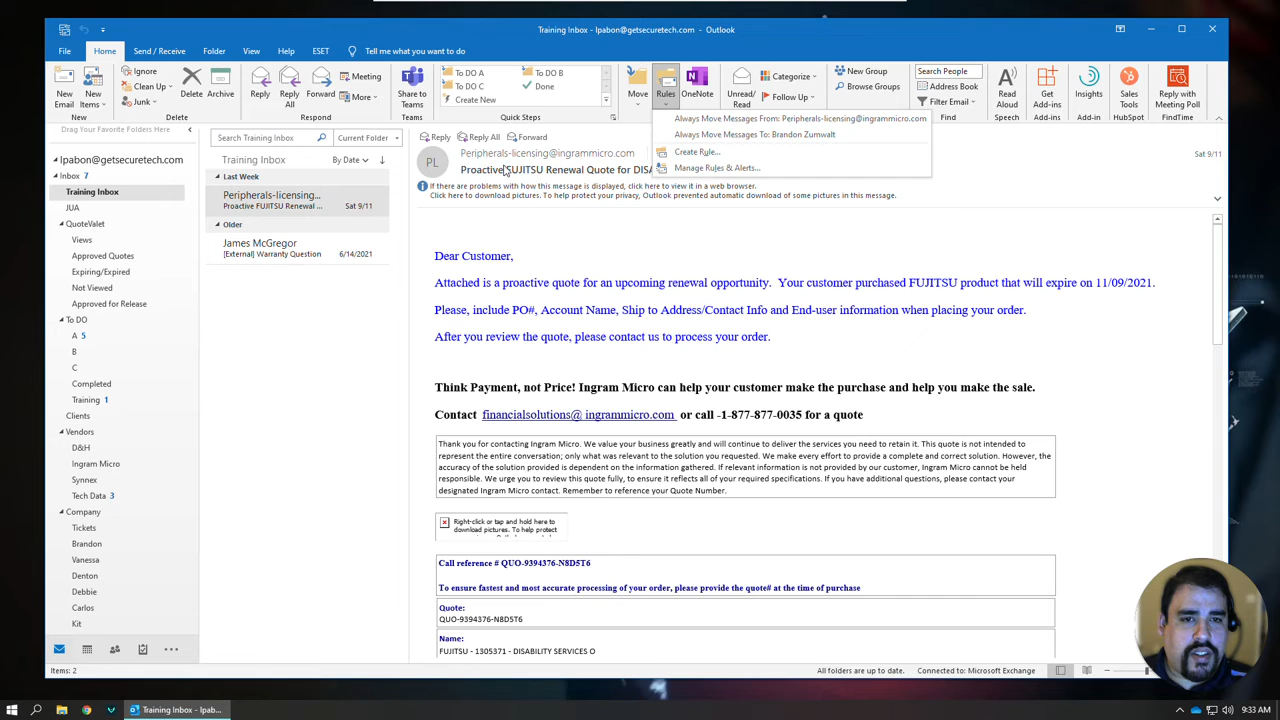 Training Inbox - lpabon@getsecuretech.com - Outlook
File
Home
Send / Receive
Folder
View
Help
ESET
Tell me what you want to do
New Email
New Items
New
Ignore
Clean Up
Junk
Delete
Archive
Delete
Reply
Reply All
Forward
Meeting
More
Respond
Share to Teams
Teams
To DO A
To DO B
To DO C
Done
Create New
Quick Steps
Move
Rules
OneNote
Unread/ Read
Categorize
Follow Up
New Group
Browse Groups
Search People
Address Book
Filter Email
Find
Read Aloud
Speech
Get Add-ins
Add-ins
Insights
Sales Tools
HubSpot
Reply with Meeting Poll
Find Time
Always Move Messages From: Peripherals-licensing@ingrammicro.com
Always Move Messages To: Brandon Zumwalt
Create Rule...
Manage Rules & Alerts...
Drag Your Favorite Folders Here
lpabon@getsecuretech.com
Inbox 7
Training Inbox
JUA
QuoteValet
Views
Approved Quotes
Expiring/Expired
Not Viewed
Approved for Release
To DO
A 5
B
C
Completed
Training 1
Clients
Vendors
D&H
Ingram Micro
Synnex
Tech Data 3
Company
Tickets
Brandon
Vanessa
Denton
Debbie
Carlos
Kit
Search Training Inbox
Current Folder
Training Inbox
By Date
Last Week
Peripherals-licensing...
Proactive FUJITSU Renewal ...
Sat 9/11
Older
James McGregor
[External] Warranty Question
6/14/2021
Reply
Reply All
Forward
PL
Peripherals-licensing@ingrammicro.com
Proactive FUJITSU Renewal Quote for DISA
Sat 9/11
If there are problems with how this message is displayed, click here to view it in a web browser.
Click here to download pictures. To help protect your privacy, Outlook prevented automatic download of some pictures in this message.
Dear Customer,
Attached is a proactive quote for an upcoming renewal opportunity. Your customer purchased FUJITSU product that will expire on 11/09/2021.
Please, include PO#, Account Name, Ship to Address/Contact Info and End-user information when placing your order.
After you review the quote, please contact us to process your order.
Think Payment, not Price! Ingram Micro can help your customer make the purchase and help you make the sale.
Contact financialsolutions@ ingrammicro.com or call -1-877-877-0035 for a quote
Thank you for contacting Ingram Micro. We value your business greatly and will continue to deliver the services you need to retain it. This quote is not intended to
represent the entire conversation; only what was relevant to the solution you requested. We make every effort to provide a complete and correct solution. However, the
accuracy of the solution provided is dependent on the information gathered. If relevant information is not provided by our customer, Ingram Micro cannot be held
responsible. We urge you to review this quote fully, to ensure it reflects all of your required specifications. If you have additional questions, please contact your
designated Ingram Micro contact. Remember to reference your Quote Number.
Right-click or tap and hold here to
download pictures. To help protect
Call reference # QUO-9394376-N8D5T6
To ensure fastest and most accurate processing of your order, please provide the quote# at the time of purchase
Quote:
QUO-9394376-N8D5T6
Name:
FUJITSU - 1305371 - DISABILITY SERVICES O
Items: 2
All folders are up to date.
Connected to: Microsoft Exchange
Training Inbox - lpab...
9:33 AM